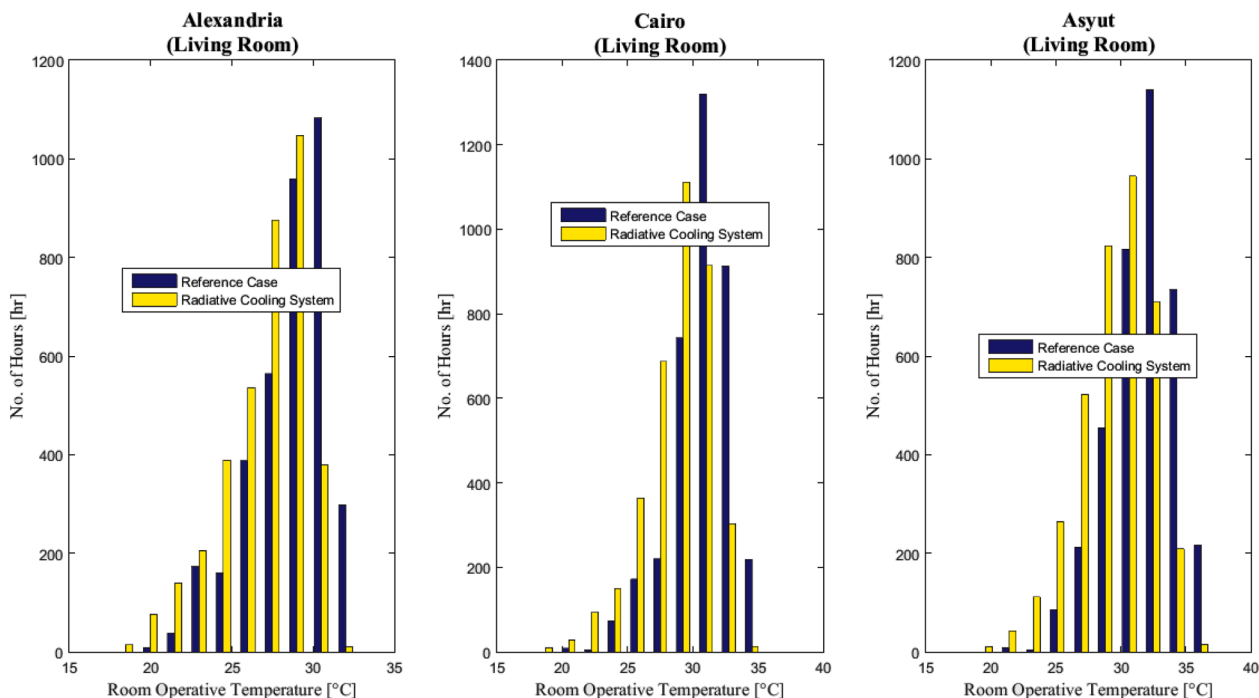 Alexandria
(Living Room)
1200
1000
800
600
400
200
0
15
20
25
30
35
No. of Hours [hr]
Room Operative Temperature [°C]
Reference Case
Radiative Cooling System
Cairo
(Living Room)
1400
1200
1000
800
600
400
200
0
15
20
25
30
35
40
No. of Hours [hr]
Room Operative Temperature [°C]
Reference Case
Radiative Cooling System
Asyut
(Living Room)
1200
1000
800
600
400
200
0
15
20
25
30
35
40
No. of Hours [hr]
Room Operative Temperature [°C]
Reference Case
Radiative Cooling System